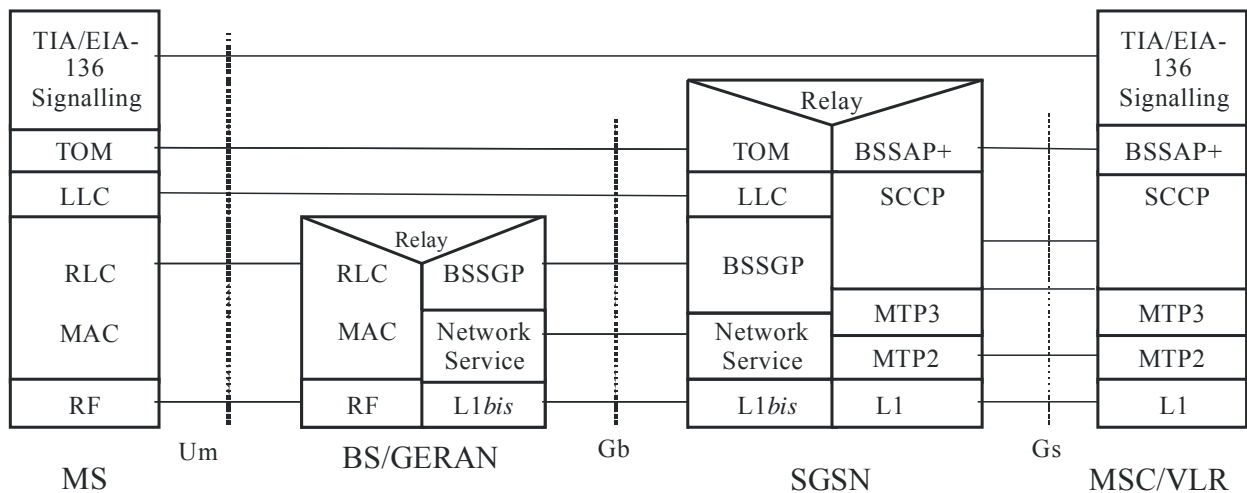 TIA/EIA-
136
Signalling
TOM
LLC
RLC
MAC
RF
MS
Um
Relay
RLC
MAC
RF
BSSGP
Network
Service
L1bis
BS/GERAN
Gb
Relay
TOM
LLC
BSSGP
Network
Service
L1bis
BSSAP+
SCCP
MTP3
MTP2
L1
SGSN
Gs
TIA/EIA-
136
Signalling
BSSAP+
SCCP
MTP3
MTP2
L1
MSC/VLR